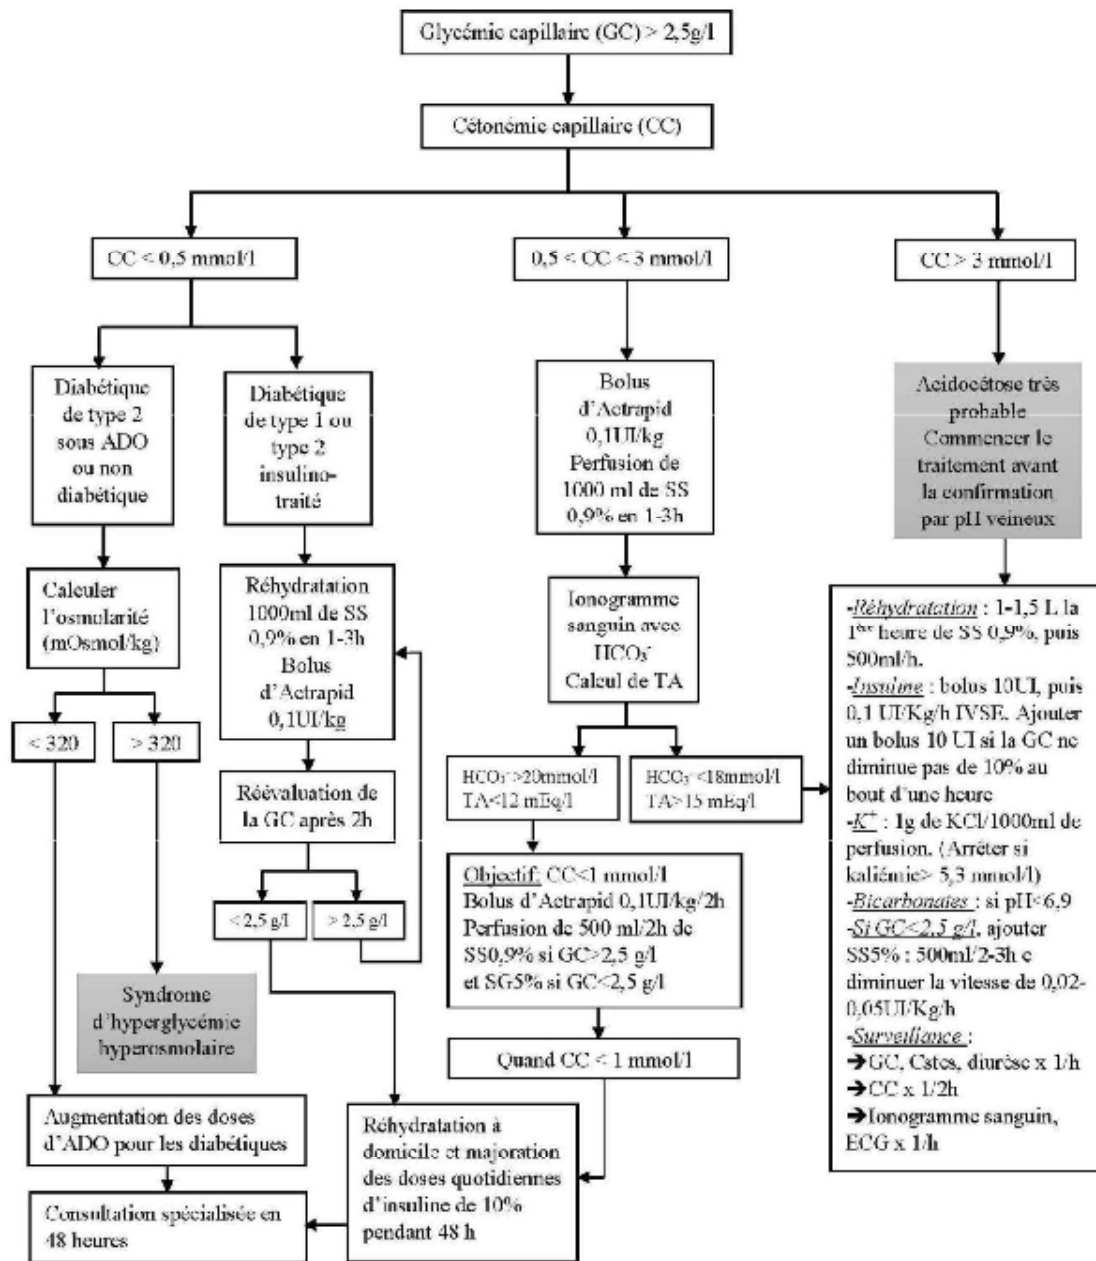 Glycémie capillaire (GC) > 2,5g/l
Cétonémie capillaire (CC)
CC < 0,5 mmol/l
0,5 < CC < 3 mmol/l
CC > 3 mmol/l
Diabétique
de type 2
sous ADO
ou non
diabétique
Diabétique
de type 1 ou
type 2
insulino-
traité
Bolus
d'Actrapid
0,1UI/kg
Perfusion de
1000 ml de SS
0,9% en 1-3h
Acidocétose très
probable
Commencer le
traitement avant
la confirmation
par pH veineux
Calculer
l'osmolarité
(mOsmol/kg)
Réhydratation
1000ml de SS
0,9% en 1-3h
Bolus
d'Actrapid
0,1UI/kg
Ionogramme
sanguin avec
HCO₃⁻
Calcul de TA
< 320
> 320
Réévaluation de
la GC après 2h
HCO₃⁻ >20mmol/l
TA<12 mEq/l
HCO₃⁻ <18mmol/l
TA>15 mEq/l
< 2,5 g/l
> 2,5 g/l
Objectif: CC<1 mmol/l
Bolus d'Actrapid 0,1UI/kg/2h
Perfusion de 500 ml/2h de
SS0,9% si GC>2,5 g/l
et SG5% si GC<2,5 g/l
Quand CC < 1 mmol/l
-Réhydratation : 1-1,5 L la
1ère heure de SS 0,9%, puis
500ml/h.
-Insuline : bolus 10UI, puis
0,1 UI/Kg/h IVSE. Ajouter
un bolus 10 UI si la GC ne
diminue pas de 10% au
bout d'une heure
-K⁺ : 1g de KCl/1000ml de
perfusion. (Arrêter si
kaliémie> 5,3 mmol/l)
-Bicarbonates : si pH<6,9
-Si GC<2,5 g/l, ajouter
SS5% : 500ml/2-3h e
diminuer la vitesse de 0,02-
0,05UI/Kg/h
-Surveillance :
➔GC, Cstes, diurèse x 1/h
➔CC x 1/2h
➔Ionogramme sanguin,
ECG x 1/h
Syndrome
d'hyperglycémie
hyperosmolaire
Augmentation des doses
d'ADO pour les diabétiques
Réhydratation à
domicile et majoration
des doses quotidiennes
d'insuline de 10%
pendant 48 h
Consultation spécialisée en
48 heures